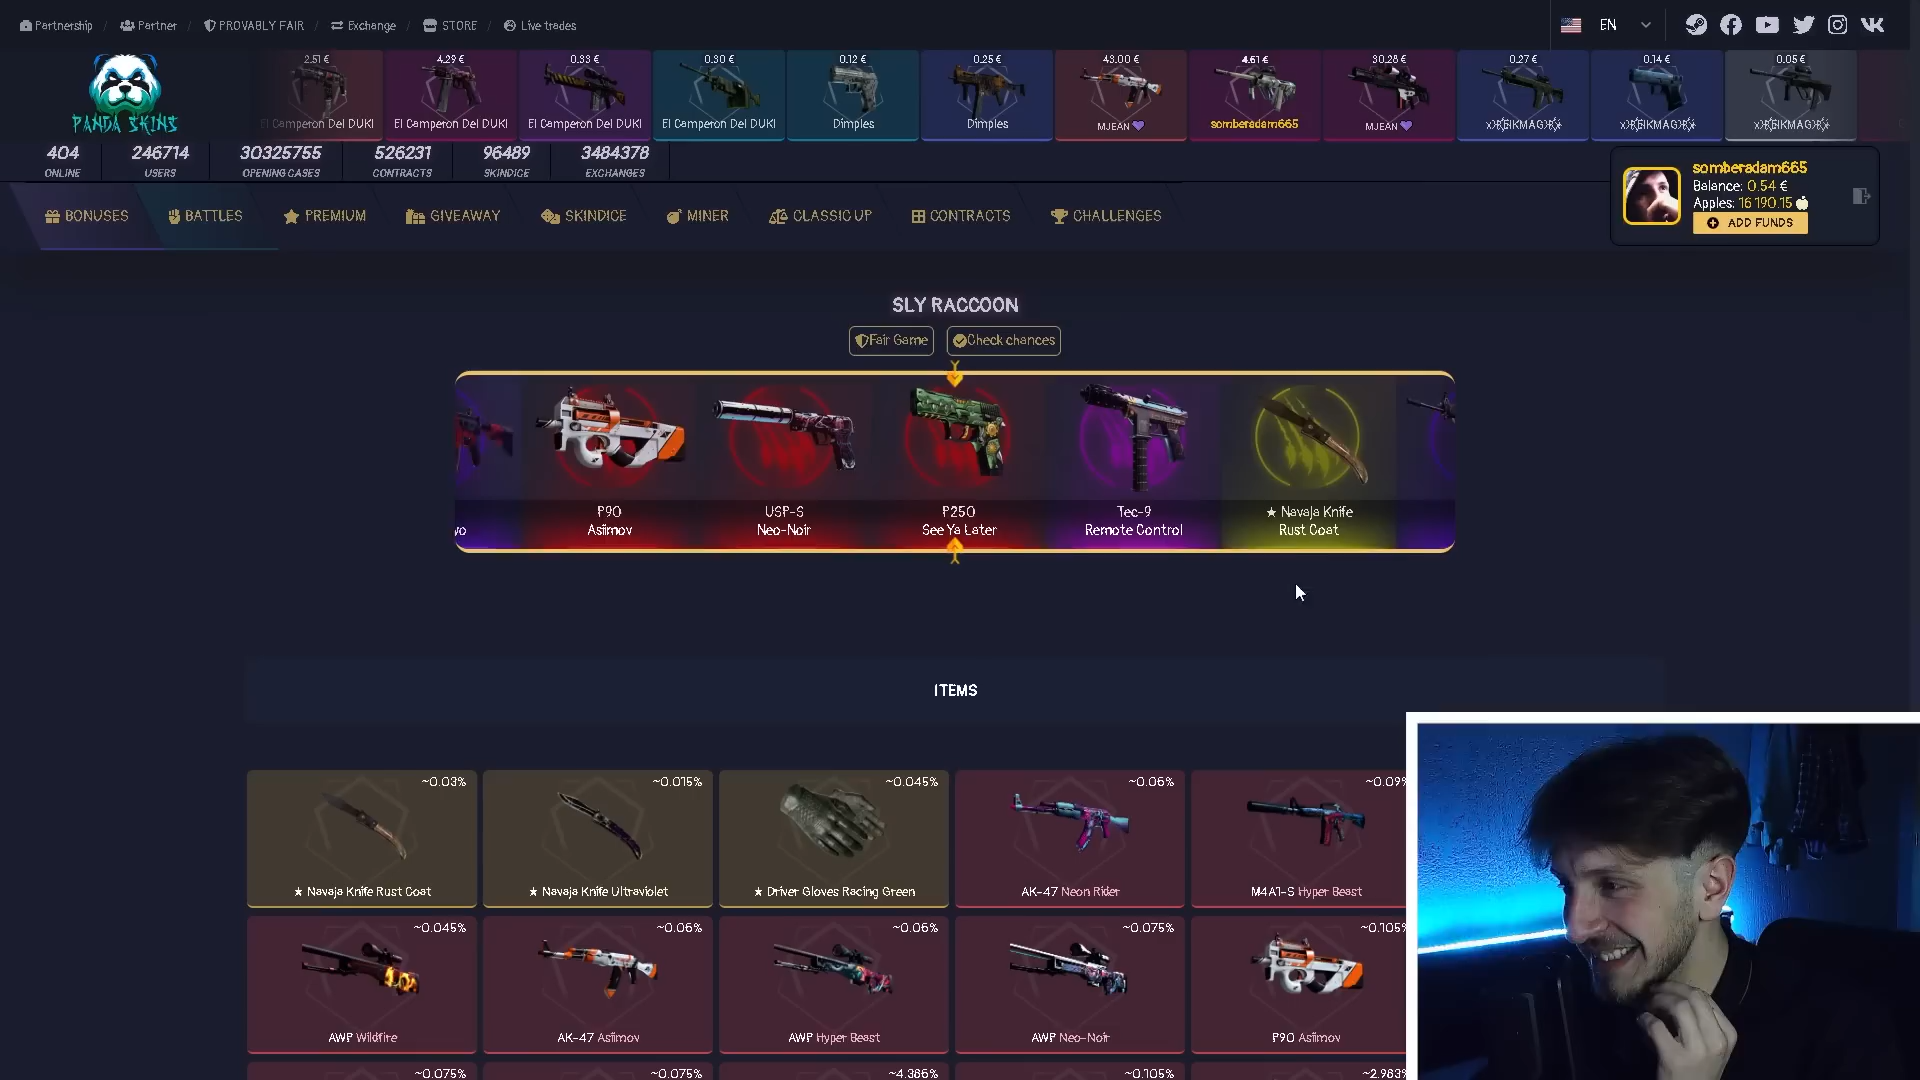 Partnership / Partner / PROVABLY FAIR / Exchange / STORE / Live trades
EN
PANDA SKINS
2.51 €
El Camperon Del DUKI
4.29 €
El Camperon Del DUKI
0.33 €
El Camperon Del DUKI
0.30 €
El Camperon Del DUKI
0.12 €
Dimples
0.25 €
Dimples
43.00 €
MJEAN 💜
4.61 €
somberadam665
30.28 €
MJEAN 💜
0.27 €
0.14 €
0.05 €
404
ONLINE
246714
USERS
30325755
OPENING CASES
526231
CONTRACTS
96489
SKINDICE
3484378
EXCHANGES
somberadam665
Balance: 0.54 €
Apples: 16 190.15
ADD FUNDS
BONUSES BATTLES PREMIUM GIVEAWAY SKINDICE MINER CLASSIC UP CONTRACTS CHALLENGES
SLY RACCOON
Fair Game Check chances
yo
P90
Asiimov
USP-S
Neo-Noir
P250
See Ya Later
Tec-9
Remote Control
★ Navaja Knife
Rust Coat
ITEMS
~0.03%
★ Navaja Knife Rust Coat
~0.015%
★ Navaja Knife Ultraviolet
~0.045%
★ Driver Gloves Racing Green
~0.06%
AK-47 Neon Rider
~0.09%
M4A1-S Hyper Beast
~0.045%
AWP Wildfire
~0.06%
AK-47 Asiimov
~0.06%
AWP Hyper Beast
~0.075%
AWP Neo-Noir
~0.105%
P90 Asiimov
~0.075%
~0.075%
~4.386%
~0.105%
~2.983%